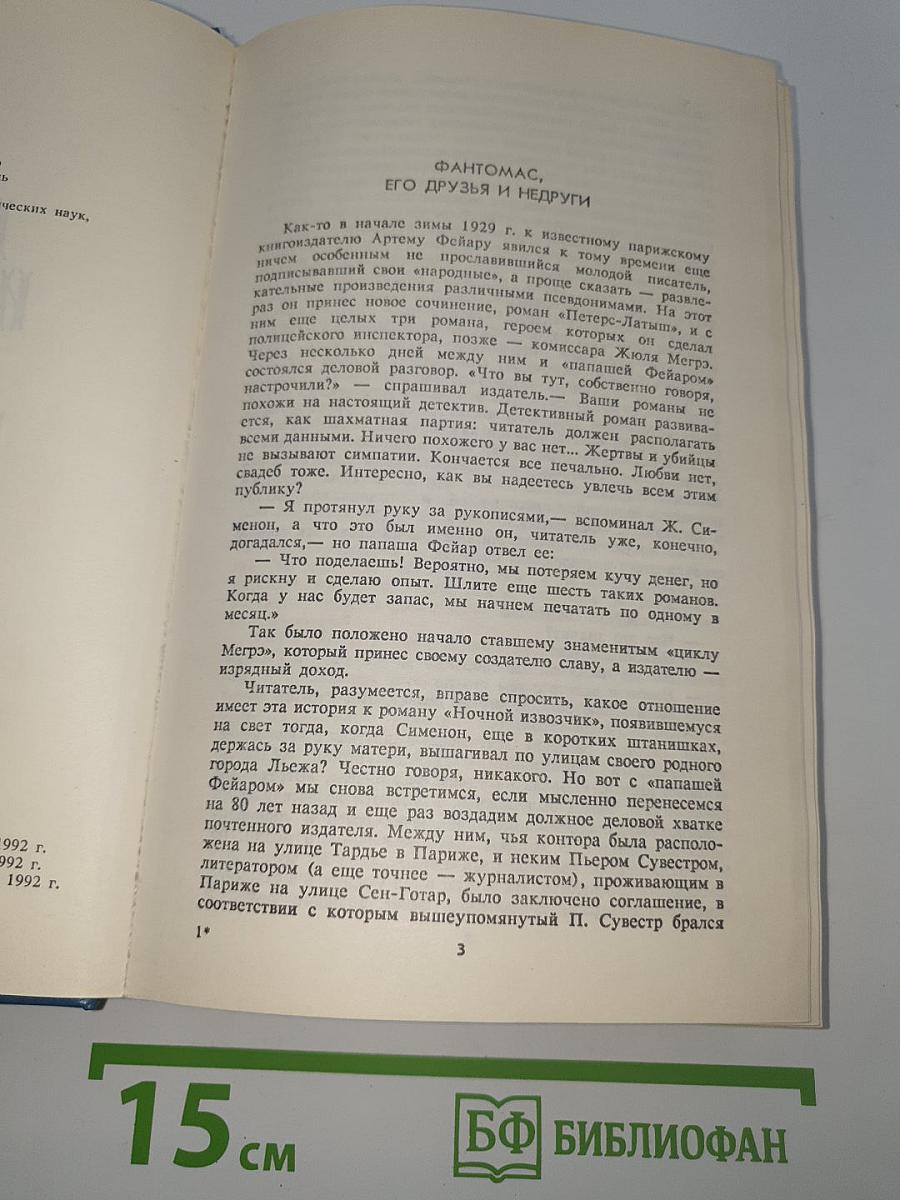 ь
ических наук,
1992 г.
992 г.
1992 г.
ФАНТОМАС,
ЕГО ДРУЗЬЯ И НЕДРУГИ
Как-то в начале зимы 1929 г. к известному парижскому
книгоиздателю Артему Фейару явился к тому времени еще
ничем особенным не прославившийся молодой писатель,
подписывавший свои «народные», а проще сказать — развле-
кательные произведения различными псевдонимами. На этот
раз он принес новое сочинение, роман «Петерс-Латыш», и с
ним еще целых три романа, героем которых он сделал
полицейского инспектора, позже — комиссара Жюля Мегрэ.
Через несколько дней между ним и «папашей Фейаром»
состоялся деловой разговор. «Что вы тут, собственно говоря,
настрочили?» — спрашивал издатель.— Ваши романы не
похожи на настоящий детектив. Детективный роман развива-
ется, как шахматная партия: читатель должен располагать
всеми данными. Ничего похожего у вас нет... Жертвы и убийцы
не вызывают симпатии. Кончается все печально. Любви нет,
свадеб тоже. Интересно, как вы надеетесь увлечь всем этим
публику?
— Я протянул руку за рукописями,— вспоминал Ж. Си-
менон, а что это был именно он, читатель уже, конечно,
догадался,— но папаша Фейар отвел ее:
— Что поделаешь! Вероятно, мы потеряем кучу денег, но
я рискну и сделаю опыт. Шлите еще шесть таких романов.
Когда у нас будет запас, мы начнем печатать по одному в
месяц.»
Так было положено начало ставшему знаменитым «циклу
Мегрэ», который принес своему создателю славу, а издателю —
изрядный доход.
Читатель, разумеется, вправе спросить, какое отношение
имеет эта история к роману «Ночной извозчик», появившемуся
на свет тогда, когда Сименон, еще в коротких штанишках,
держась за руку матери, вышагивал по улицам своего родного
города Льежа? Честно говоря, никакого. Но вот с «папашей
Фейаром» мы снова встретимся, если мысленно перенесемся
на 80 лет назад и еще раз воздадим должное деловой хватке
почтенного издателя. Между ним, чья контора была располо-
жена на улице Тардье в Париже, и неким Пьером Сувестром,
литератором (а еще точнее — журналистом), проживающим в
Париже на улице Сен-Готар, было заключено соглашение, в
соответствии с которым вышеупомянутый П. Сувестр брался
1*
3
15 см
БФ БИБЛИОФАН